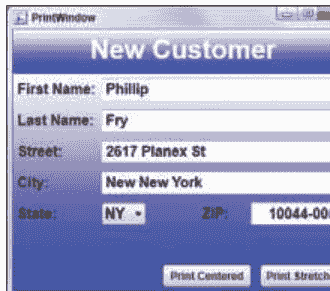 PrintWindow
New Customer
First Name: Phillip
Last Name: Fry
Street: 2617 Planex St
City: New New York
State: NY ZIP: 10044-00
Print Centered Print Stretch